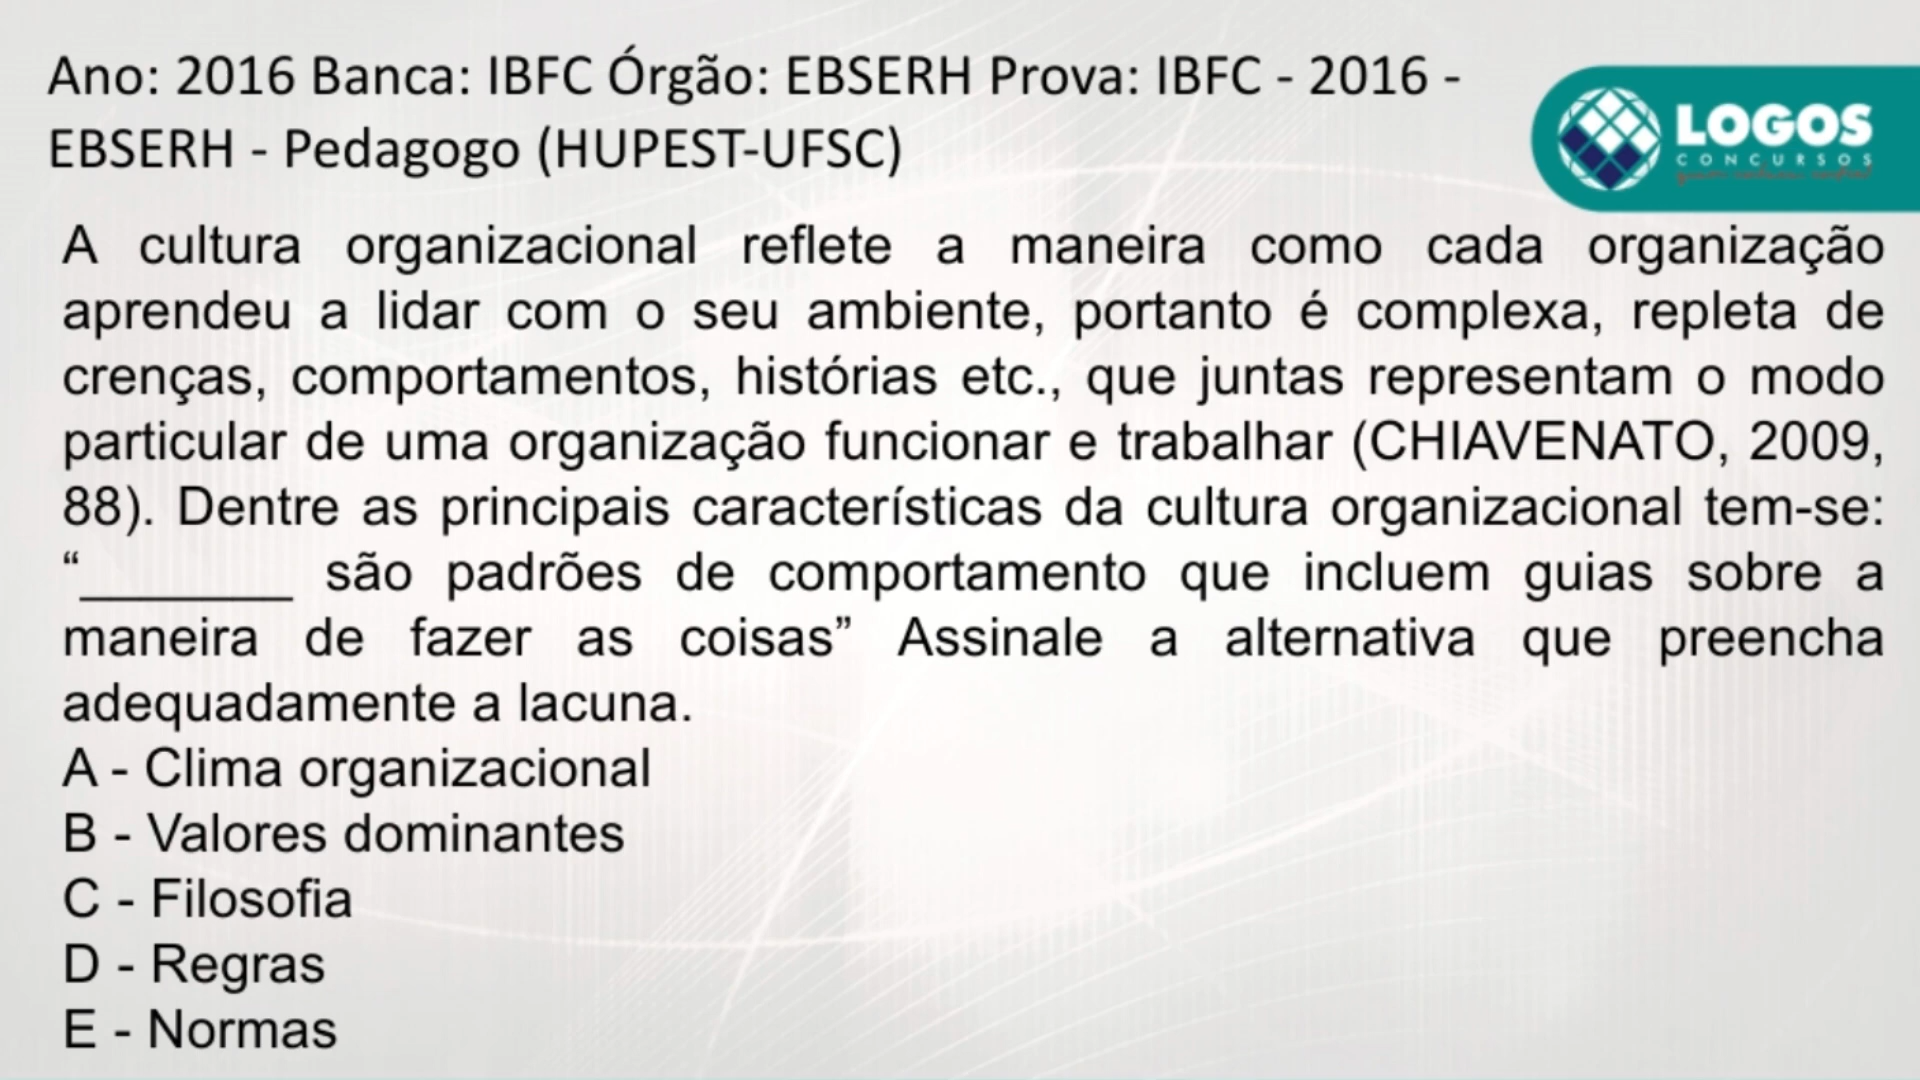 Ano: 2016 Banca: IBFC Órgão: EBSERH Prova: IBFC - 2016 -
EBSERH - Pedagogo (HUPEST-UFSC)
LOGOS
CONCURSOS
A cultura organizacional reflete a maneira como cada organização
aprendeu a lidar com o seu ambiente, portanto é complexa, repleta de
crenças, comportamentos, histórias etc., que juntas representam o modo
particular de uma organização funcionar e trabalhar (CHIAVENATO, 2009,
88). Dentre as principais características da cultura organizacional tem-se:
“________ são padrões de comportamento que incluem guias sobre a
maneira de fazer as coisas” Assinale a alternativa que preencha
adequadamente a lacuna.
A - Clima organizacional
B - Valores dominantes
C - Filosofia
D - Regras
E - Normas